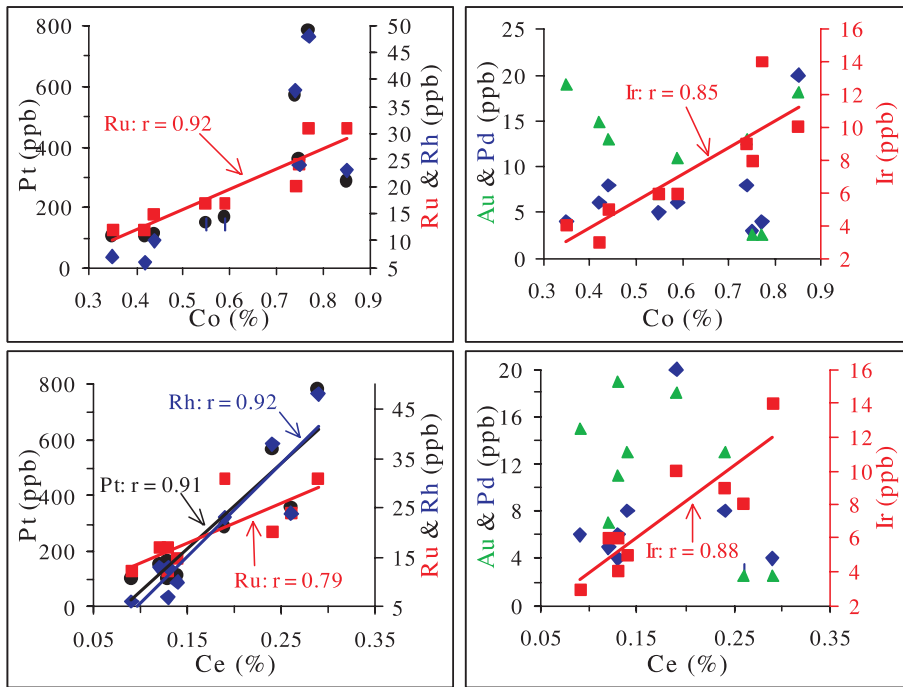 800
600
400
200
0
Pt (ppb)
50
45
40
35
30
25
20
15
10
5
Ru & Rh (ppb)
Ru: r = 0.92
0.3 0.4 0.5 0.6 0.7 0.8 0.9
Co (%)
25
20
15
10
5
0
Au & Pd (ppb)
16
14
12
10
8
6
4
2
Ir (ppb)
Ir: r = 0.85
0.3 0.4 0.5 0.6 0.7 0.8 0.9
Co (%)
800
600
400
200
0
Pt (ppb)
45
35
25
15
5
Ru & Rh (ppb)
Rh: r = 0.92
Pt: r = 0.91
Ru: r = 0.79
0.05 0.15 0.25 0.35
Ce (%)
20
16
12
8
4
0
Au & Pd (ppb)
16
14
12
10
8
6
4
2
Ir (ppb)
Ir: r = 0.88
0.05 0.15 0.25 0.35
Ce (%)